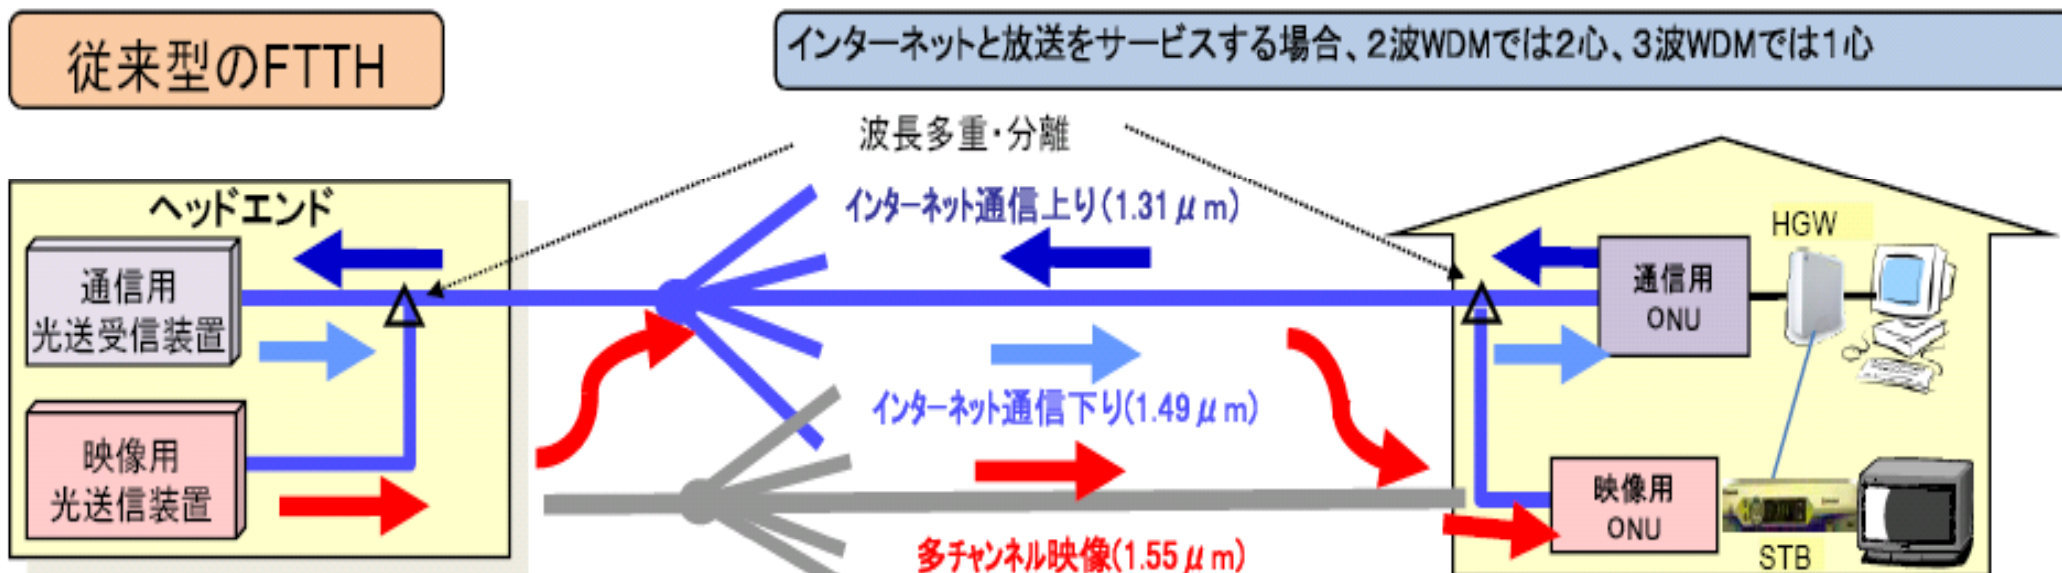 従来型のFTTH
インターネットと放送をサービスする場合、2波WDMでは2心、3波WDMでは1心
波長多重・分離
ヘッドエンド
インターネット通信上り(1.31μm)
HGW
通信用
光送受信装置
通信用
ONU
インターネット通信下り(1.49μm)
映像用
光送信装置
映像用
ONU
多チャンネル映像(1.55μm)
STB